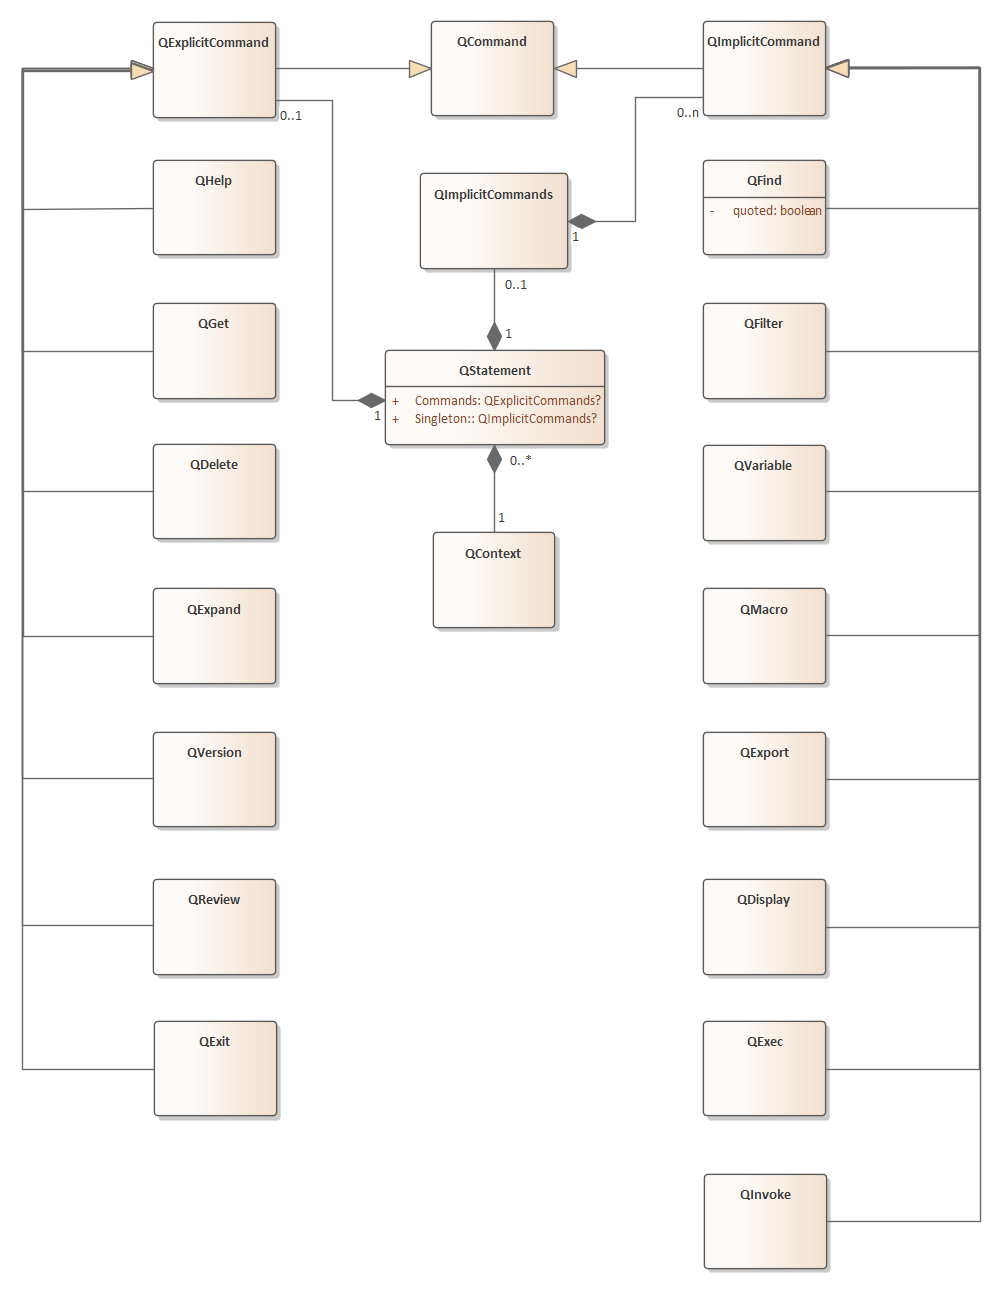 QExplicitCommand
QCommand
QImplicitCommand
0..1
0..n
QHelp
QImplicitCommands
QFind
- quoted: boolean
1
0..1
QGet
1
QFilter
QStatement
+ Commands: QExplicitCommands?
+ Singleton:: QImplicitCommands?
1
0..*
QDelete
QVariable
1
QContext
QExpand
QMacro
QVersion
QExport
QReview
QDisplay
QExit
QExec
QInvoke